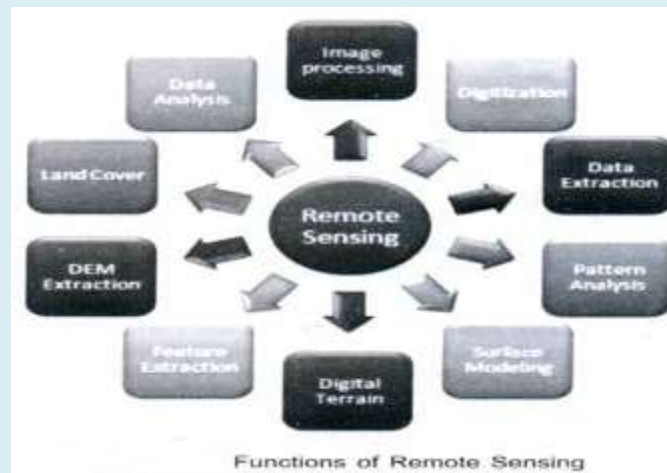 Image
processing
Digitization
Data
Extraction
Pattern
Analysis
Surface
Modeling
Digital
Terrain
Feature
Extraction
DEM
Extraction
Land Cover
Data
Analysis
Remote
Sensing
Functions of Remote Sensing